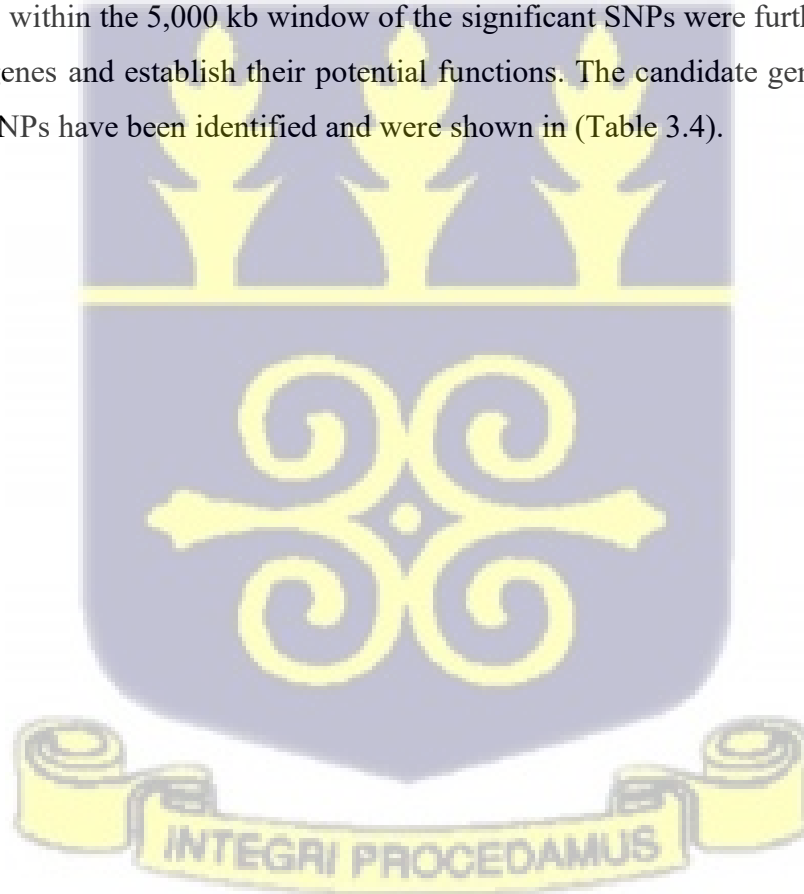 within the 5,000 kb window of the significant SNPs were furth
enes and establish their potential functions. The candidate gen
NPs have been identified and were shown in (Table 3.4).
INTEGRI PROCEDAMUS